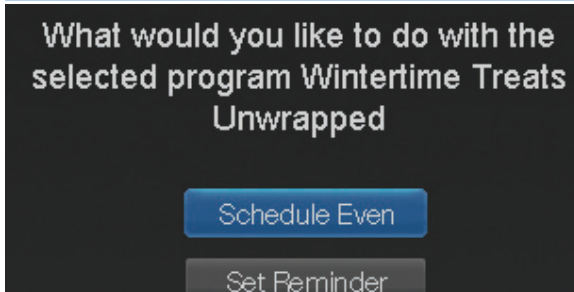 What would you like to do with the
selected program Wintertime Treats
Unwrapped
Schedule Even
Set Reminder